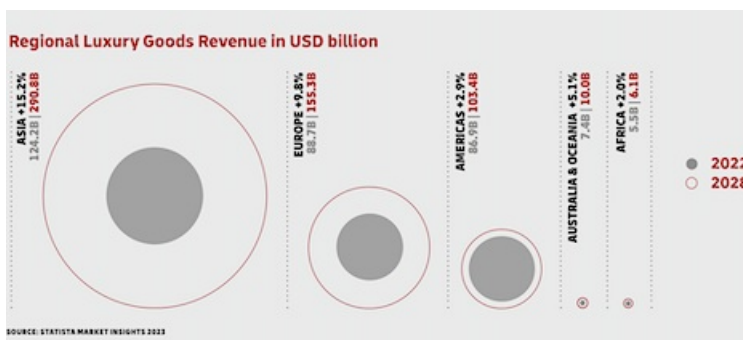 Regional Luxury Goods Revenue in USD billion
ASIA +15.2%
124.2B | 290.8B
EUROPE +9.8%
88.7B | 155.3B
AMERICAS +2.9%
86.9B | 103.4B
AUSTRALIA & OCEANIA +5.1%
7.4B | 10.0B
AFRICA +2.0%
5.5B | 6.1B
2022
2028
SOURCE: STATISTA MARKET INSIGHTS 2023